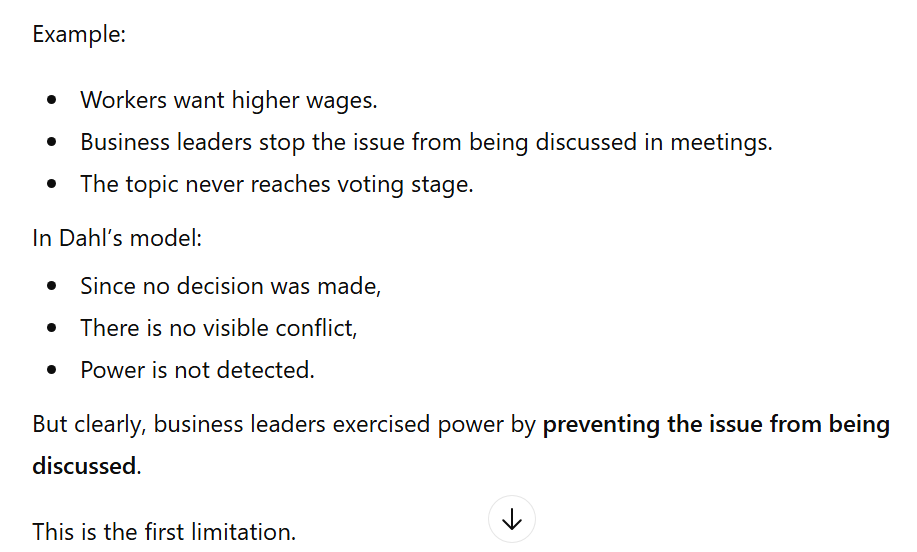 Example:
• Workers want higher wages.
• Business leaders stop the issue from being discussed in meetings.
• The topic never reaches voting stage.
In Dahl’s model:
• Since no decision was made,
• There is no visible conflict,
• Power is not detected.
But clearly, business leaders exercised power by preventing the issue from being
discussed.
This is the first limitation.